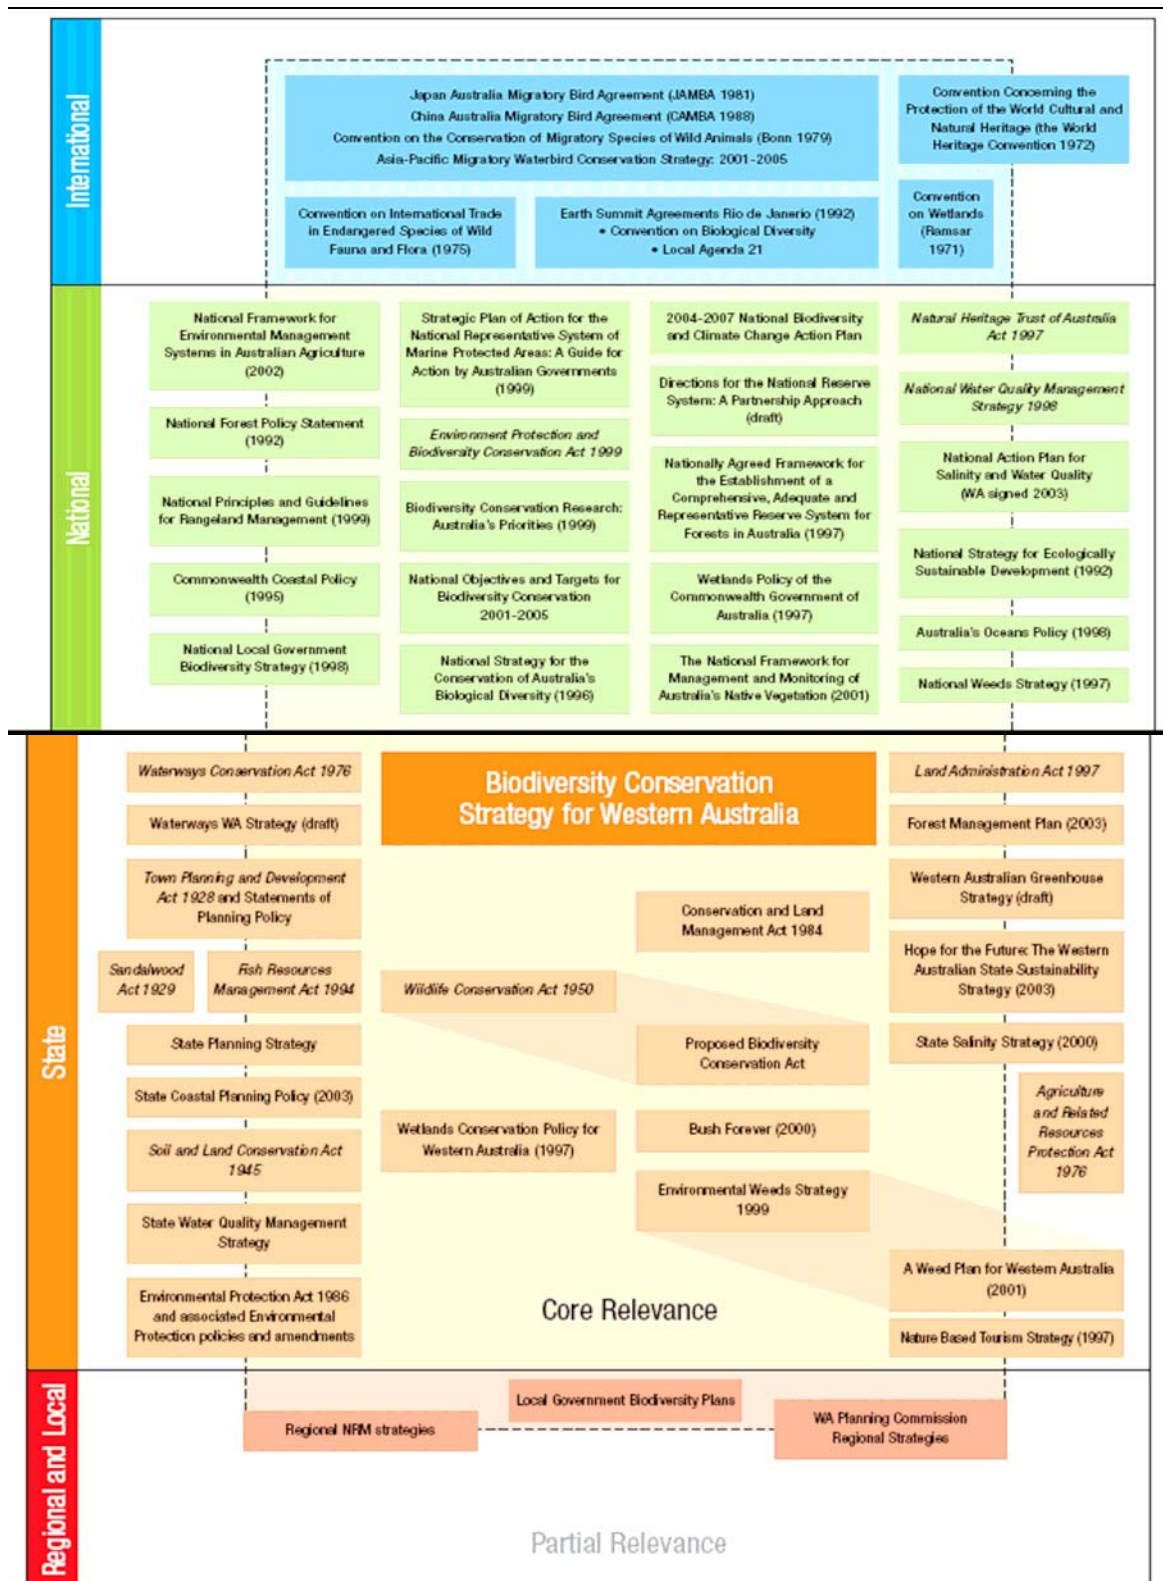 International
Japan Australia Migratory Bird Agreement (JAMBA 1981)
China Australia Migratory Bird Agreement (CAMBA 1988)
Convention on the Conservation of Migratory Species of Wild Animals (Bonn 1979)
Asia-Pacific Migratory Waterbird Conservation Strategy: 2001-2005
Convention Concerning the
Protection of the World Cultural and
Natural Heritage (the World
Heritage Convention 1972)
Convention on International Trade
in Endangered Species of Wild
Fauna and Flora (1975)
Earth Summit Agreements Rio de Janerio (1992)
• Convention on Biological Diversity
• Local Agenda 21
Convention
on Wetlands
(Ramsar
1971)
National
National Framework for
Environmental Management
Systems in Australian Agriculture
(2002)
National Forest Policy Statement
(1992)
National Principles and Guidelines
for Rangeland Management (1999)
Commonwealth Coastal Policy
(1995)
National Local Government
Biodiversity Strategy (1998)
Strategic Plan of Action for the
National Representative System of
Marine Protected Areas: A Guide for
Action by Australian Governments
(1999)
Environment Protection and
Biodiversity Conservation Act 1999
Biodiversity Conservation Research:
Australia's Priorities (1999)
National Objectives and Targets for
Biodiversity Conservation
2001-2005
National Strategy for the
Conservation of Australia's
Biological Diversity (1996)
2004-2007 National Biodiversity
and Climate Change Action Plan
Directions for the National Reserve
System: A Partnership Approach
(draft)
Nationally Agreed Framework for
the Establishment of a
Comprehensive, Adequate and
Representative Reserve System for
Forests in Australia (1997)
Wetlands Policy of the
Commonwealth Government of
Australia (1997)
The National Framework for
Management and Monitoring of
Australia's Native Vegetation (2001)
Natural Heritage Trust of Australia
Act 1997
National Water Quality Management
Strategy 1998
National Action Plan for
Salinity and Water Quality
(WA signed 2003)
National Strategy for Ecologically
Sustainable Development (1992)
Australia's Oceans Policy (1998)
National Weeds Strategy (1997)
State
Waterways Conservation Act 1976
Waterways WA Strategy (draft)
Town Planning and Development
Act 1928 and Statements of
Planning Policy
Sandalwood
Act 1929
Fish Resources
Management Act 1994
State Planning Strategy
State Coastal Planning Policy (2003)
Soil and Land Conservation Act
1945
State Water Quality Management
Strategy
Environmental Protection Act 1986
and associated Environmental
Protection policies and amendments
Biodiversity Conservation
Strategy for Western Australia
Conservation and Land
Management Act 1984
Wildlife Conservation Act 1950
Proposed Biodiversity
Conservation Act
Wetlands Conservation Policy for
Western Australia (1997)
Bush Forever (2000)
Environmental Weeds Strategy
1999
Core Relevance
Land Administration Act 1997
Forest Management Plan (2003)
Western Australian Greenhouse
Strategy (draft)
Hope for the Future: The Western
Australian State Sustainability
Strategy (2003)
State Salinity Strategy (2000)
Agriculture
and Related
Resources
Protection Act
1976
A Weed Plan for Western Australia
(2001)
Nature Based Tourism Strategy (1997)
Regional and Local
Local Government Biodiversity Plans
Regional NRM strategies
WA Planning Commission
Regional Strategies
Partial Relevance